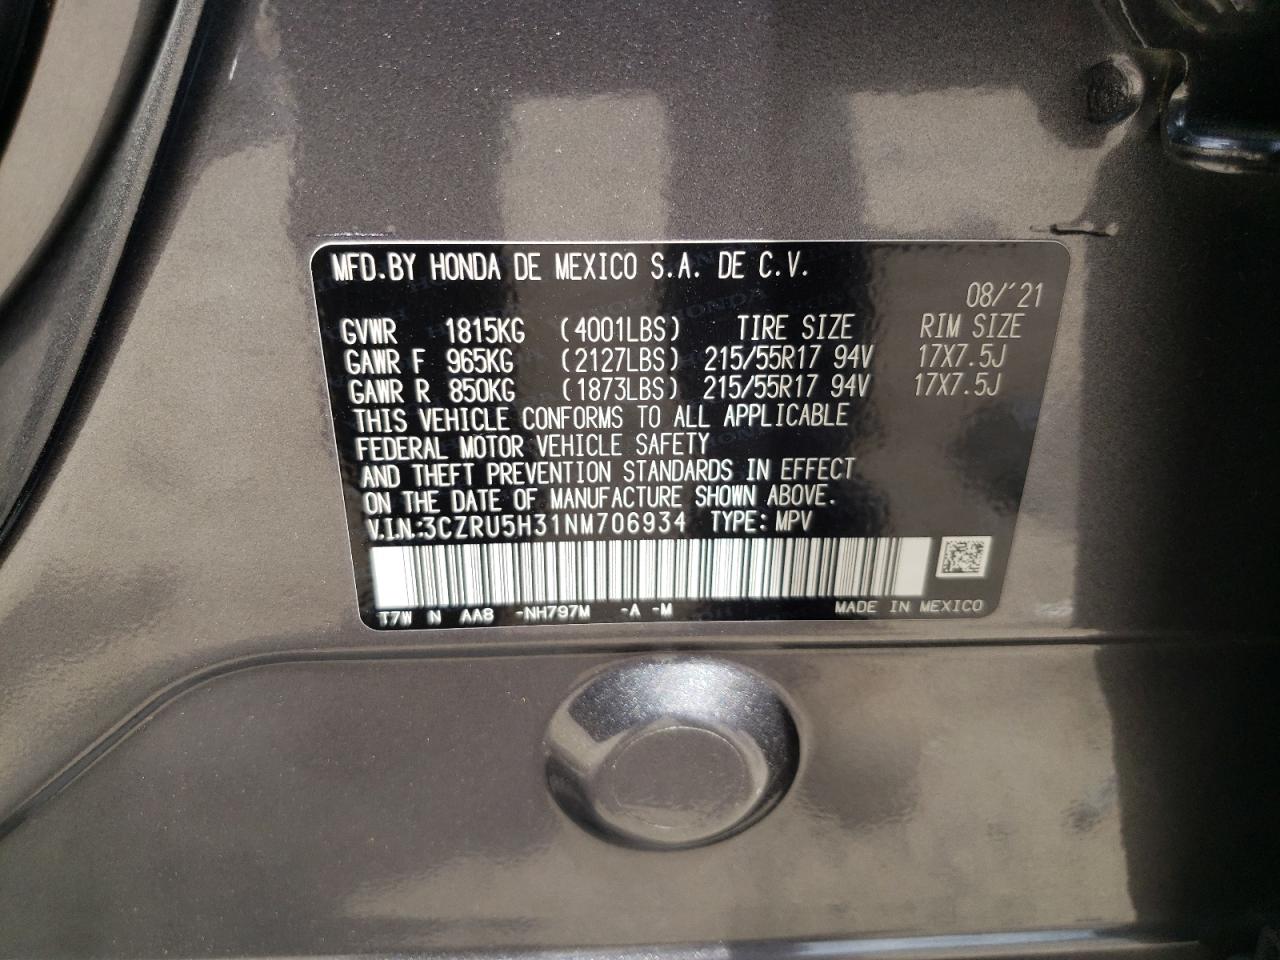 MFD.BY HONDA DE MEXICO S.A. DE C.V.
08/'21
GVWR 1815KG (4001LBS) TIRE SIZE RIM SIZE
GAWR F 965KG (2127LBS) 215/55R17 94V 17X7.5J
GAWR R 850KG (1873LBS) 215/55R17 94V 17X7.5J
THIS VEHICLE CONFORMS TO ALL APPLICABLE
FEDERAL MOTOR VEHICLE SAFETY
AND THEFT PREVENTION STANDARDS IN EFFECT
ON THE DATE OF MANUFACTURE SHOWN ABOVE.
V.I.N.:3CZRU5H31NM706934 TYPE: MPV
T7W N AA8 -NH797M -A -M MADE IN MEXICO